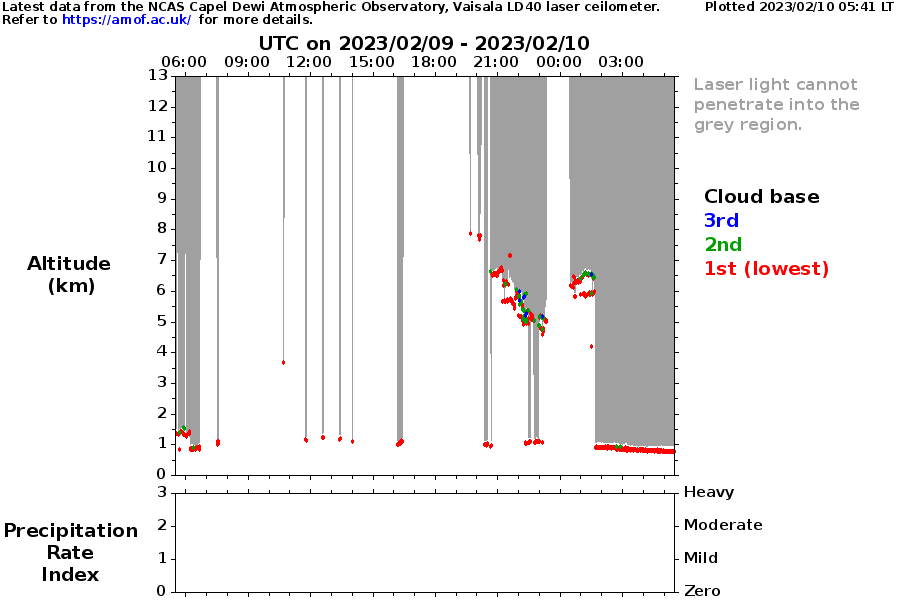 Latest data from the NCAS Capel Dewi Atmospheric Observatory, Vaisala LD40 laser ceilometer. Plotted 2023/02/10 05:41 LT
Refer to https://amof.ac.uk/ for more details.
UTC on 2023/02/09 - 2023/02/10
06:00 09:00 12:00 15:00 18:00 21:00 00:00 03:00
13
12
11
10
9
8
7
6
5
4
3
2
1
0
Altitude
(km)
Laser light cannot
penetrate into the
grey region.
Cloud base
3rd
2nd
1st (lowest)
3 Heavy
2 Moderate
1 Mild
0 Zero
Precipitation
Rate
Index